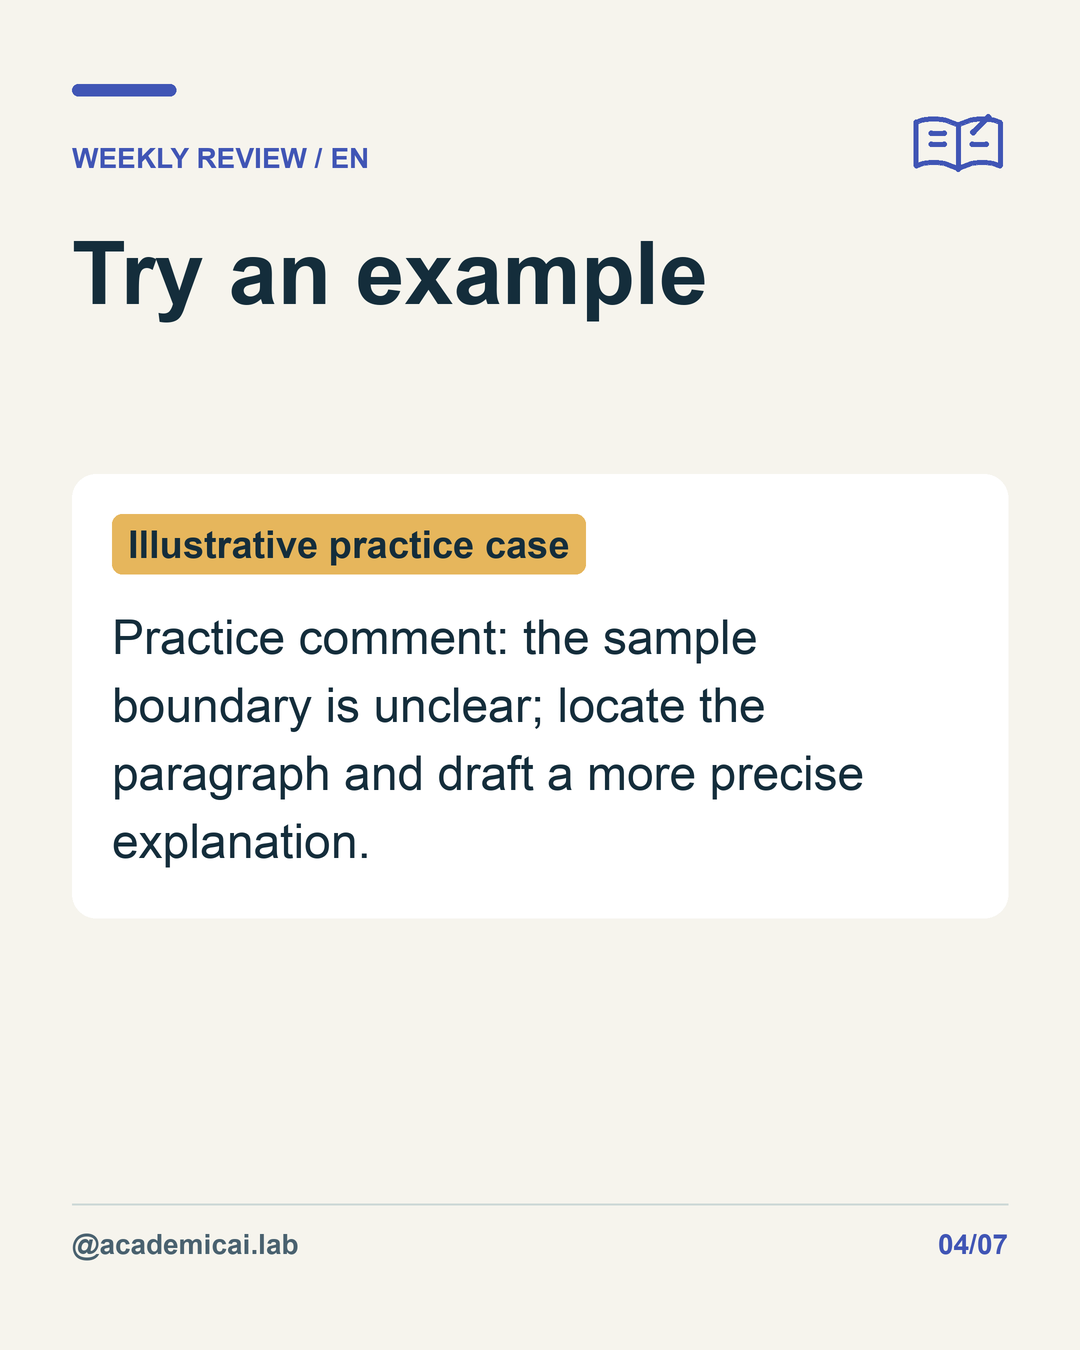 WEEKLY REVIEW / EN
Try an example
Illustrative practice case
Practice comment: the sample
boundary is unclear; locate the
paragraph and draft a more precise
explanation.
@academicai.lab
04/07